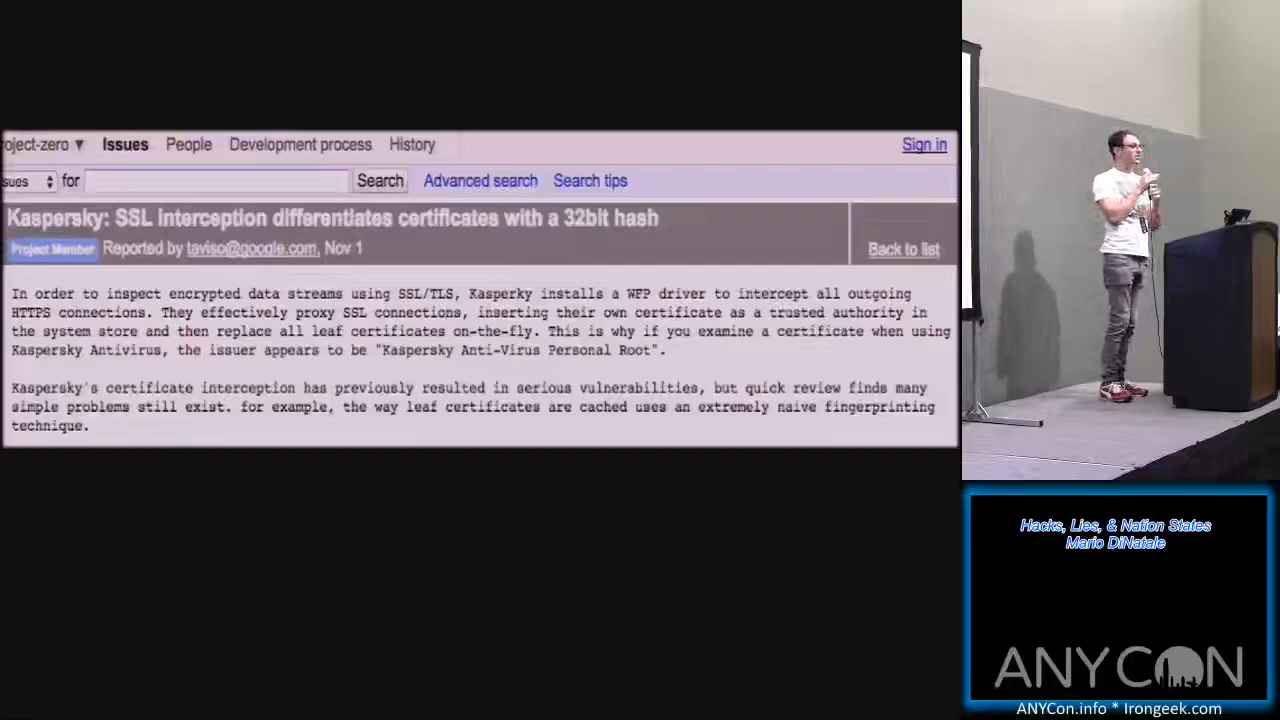 oject-zero ▼ Issues People Development process History Sign in
sues for Search Advanced search Search tips
Kaspersky: SSL interception differentiates certificates with a 32bit hash
Project Member Reported by taviso@google.com, Nov 1 Back to list
In order to inspect encrypted data streams using SSL/TLS, Kasperky installs a WFP driver to intercept all outgoing
HTTPS connections. They effectively proxy SSL connections, inserting their own certificate as a trusted authority in
the system store and then replace all leaf certificates on-the-fly. This is why if you examine a certificate when using
Kaspersky Antivirus, the issuer appears to be "Kaspersky Anti-Virus Personal Root".
Kaspersky's certificate interception has previously resulted in serious vulnerabilities, but quick review finds many
simple problems still exist. for example, the way leaf certificates are cached uses an extremely naive fingerprinting
technique.
Hacks, Lies, & Nation States
Mario DiNatale
ANYCON
ANYCon.info * Irongeek.com